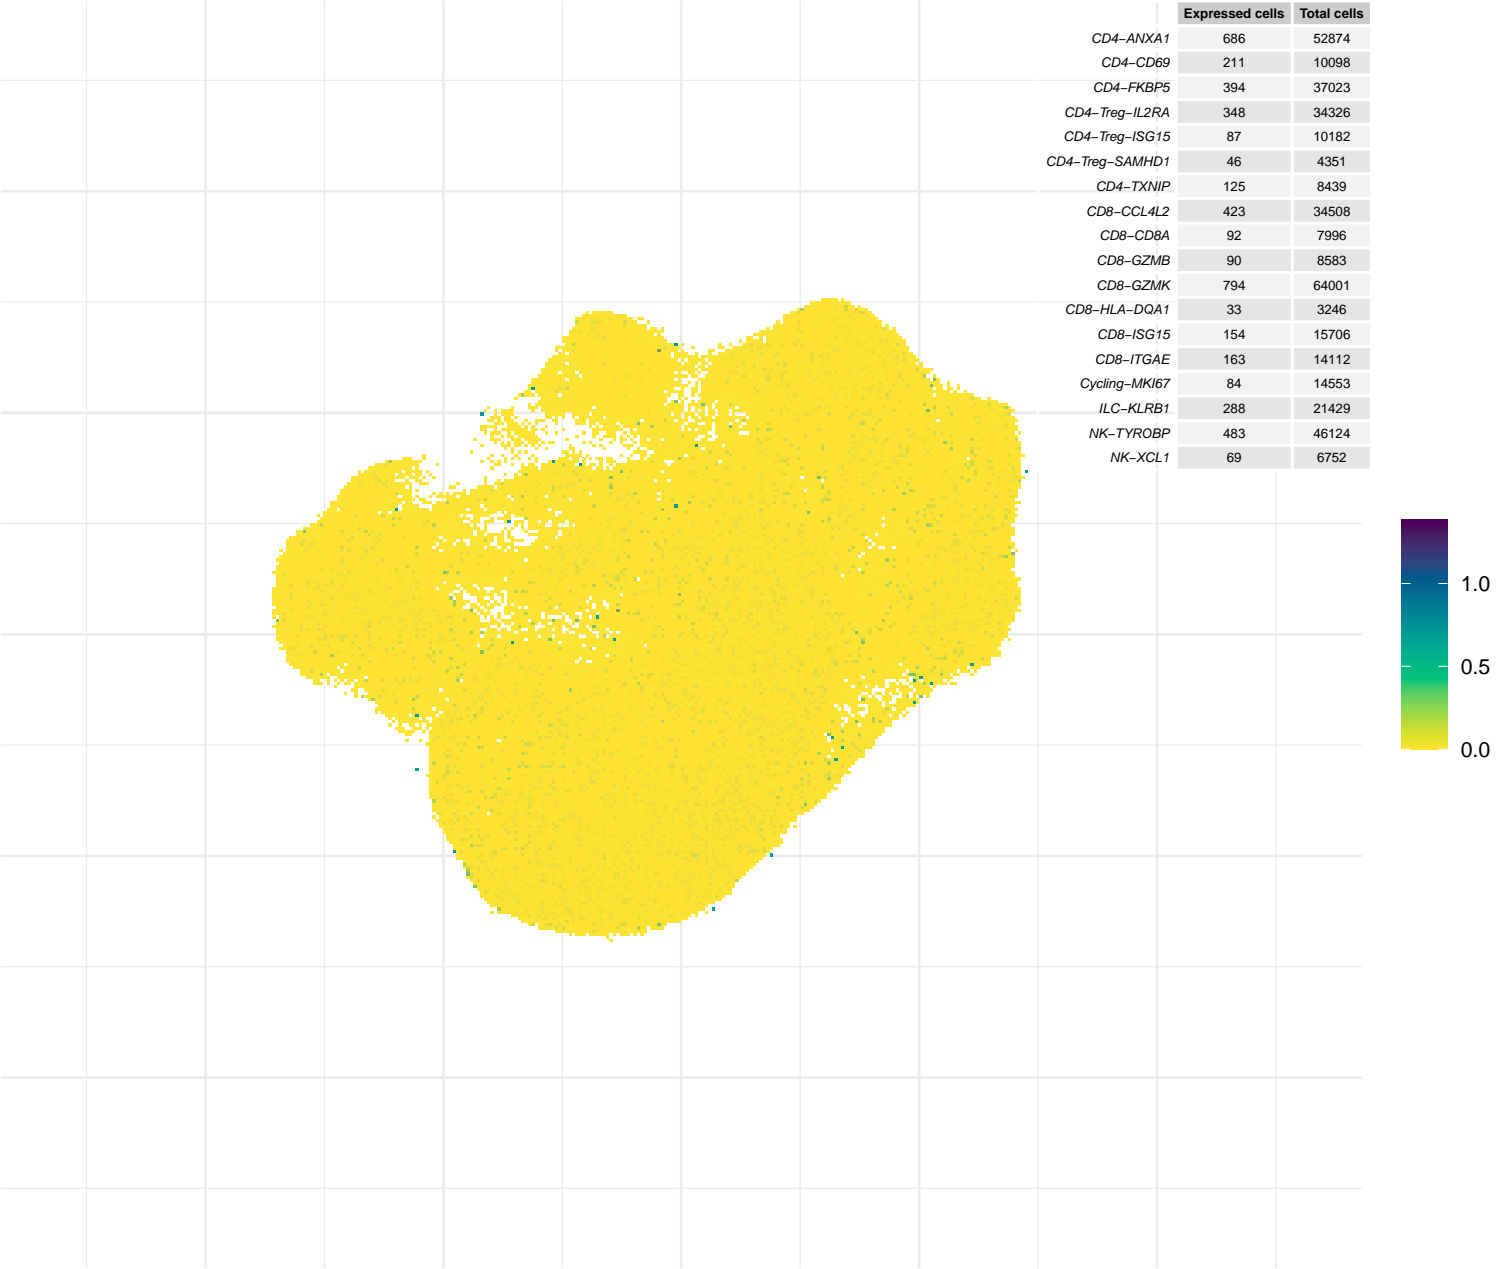 Expressed cells Total cells
CD4−ANXA1 686 52874
CD4−CD69 211 10098
CD4−FKBP5 394 37023
CD4−Treg−IL2RA 348 34326
CD4−Treg−ISG15 87 10182
CD4−Treg−SAMHD1 46 4351
CD4−TXNIP 125 8439
CD8−CCL4L2 423 34508
CD8−CD8A 92 7996
CD8−GZMB 90 8583
CD8−GZMK 794 64001
CD8−HLA−DQA1 33 3246
CD8−ISG15 154 15706
CD8−ITGAE 163 14112
Cycling−MKI67 84 14553
ILC−KLRB1 288 21429
NK−TYROBP 483 46124
NK−XCL1 69 6752
1.0
0.5
0.0